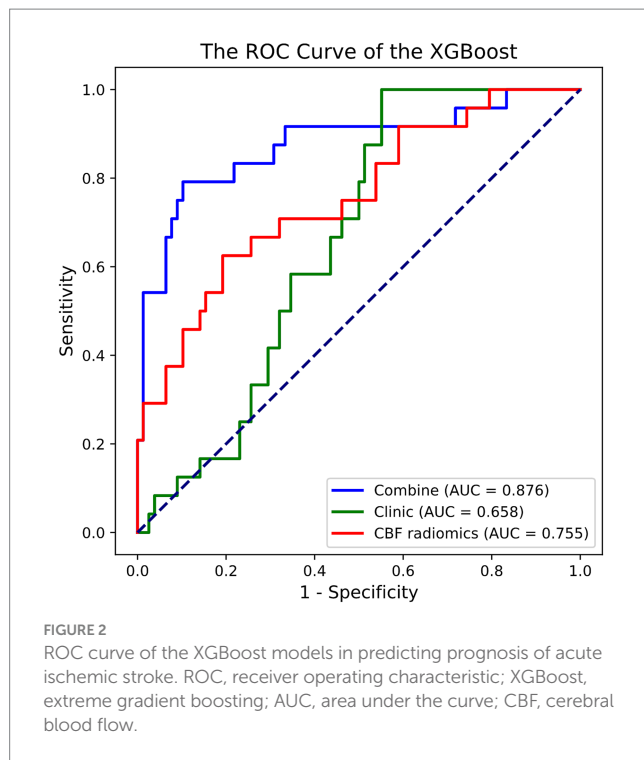 The ROC Curve of the XGBoost
1.0
0.8
0.6
0.4
0.2
0.0
Sensitivity
Combine (AUC = 0.876)
Clinic (AUC = 0.658)
CBF radiomics (AUC = 0.755)
0.0 0.2 0.4 0.6 0.8 1.0
1 - Specificity
FIGURE 2
ROC curve of the XGBoost models in predicting prognosis of acute
ischemic stroke. ROC, receiver operating characteristic; XGBoost,
extreme gradient boosting; AUC, area under the curve; CBF, cerebral
blood flow.